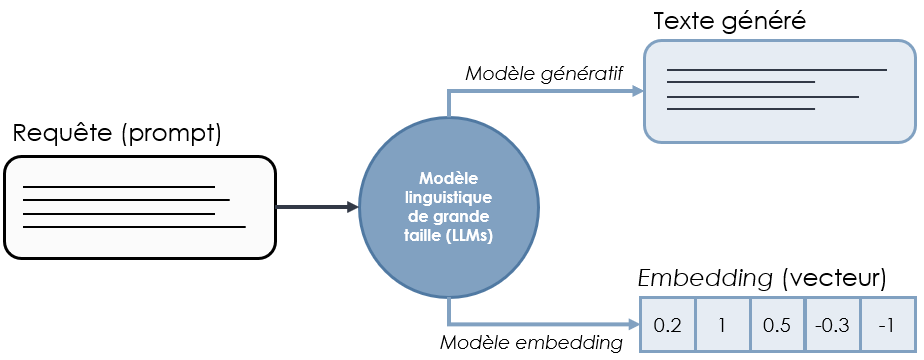 Requête (prompt)
Modèle
linguistique
de grande
taille (LLMs)
Modèle génératif
Texte généré
Modèle embedding
Embedding (vecteur)
0.2 1 0.5 -0.3 -1